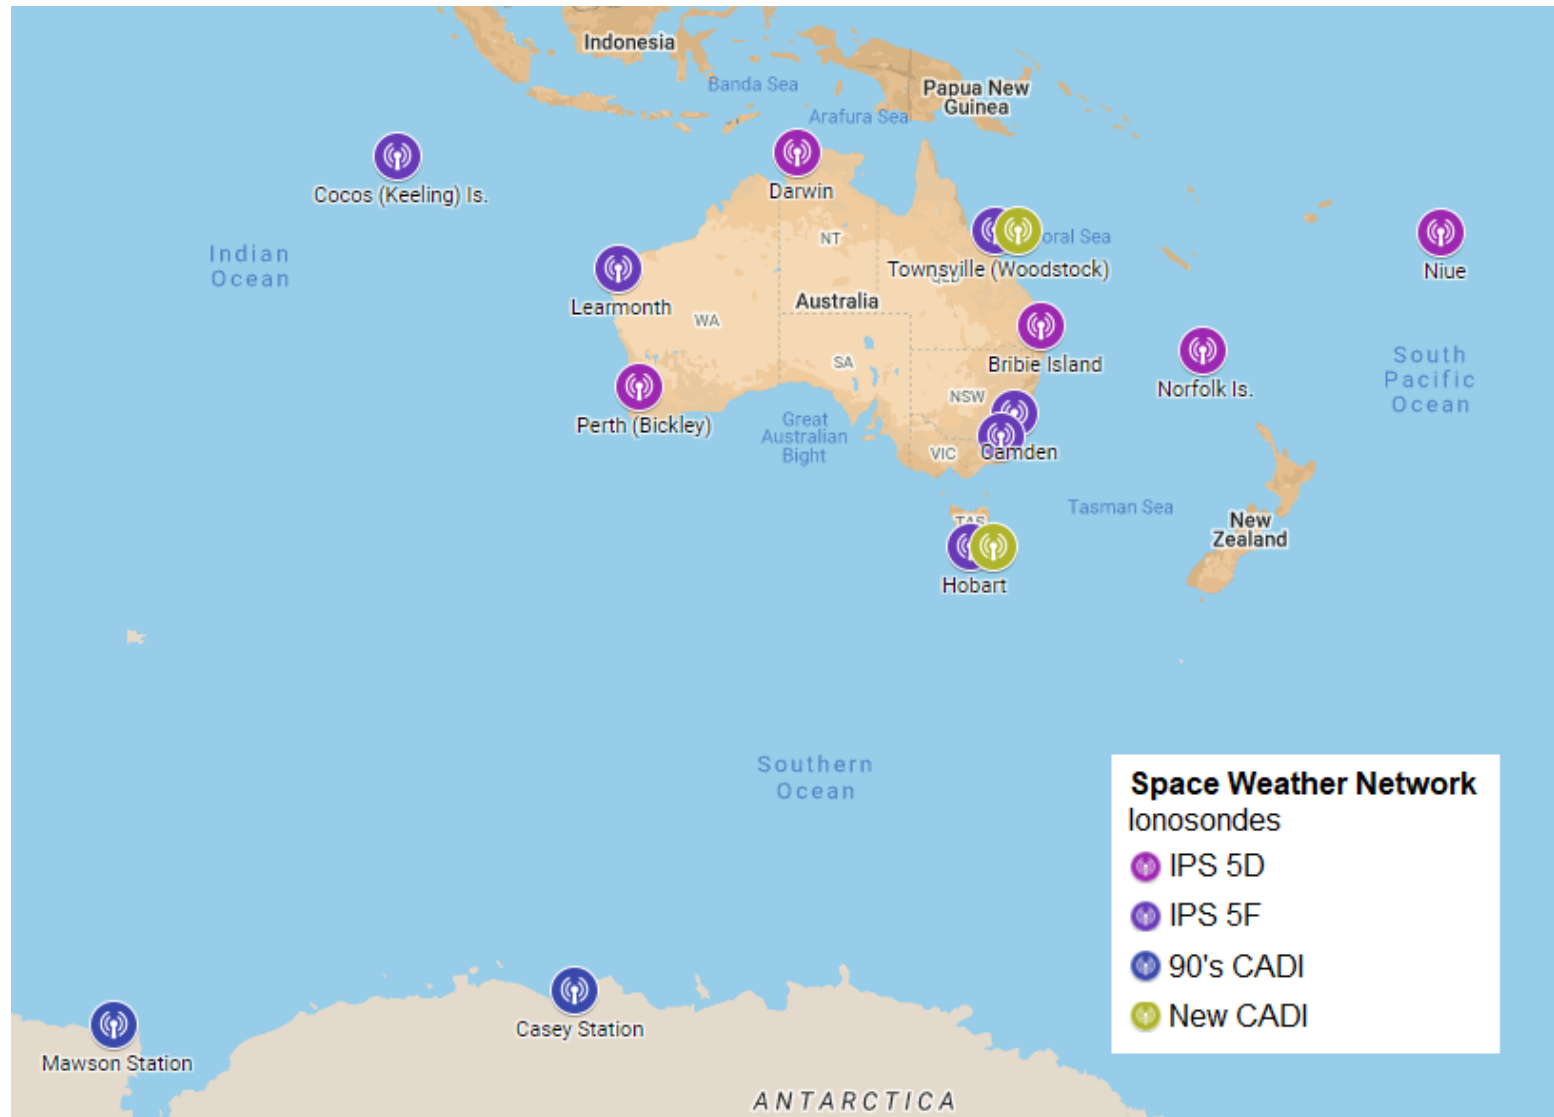 Indonesia
Banda Sea
Papua New
Guinea
Arafura Sea
Cocos (Keeling) Is.
Darwin
Indian
Ocean
NT
oral Sea
Townsville (Woodstock)
QLD
Niue
Learmonth
Australia
WA
SA
Bribie Island
Norfolk Is.
South
Pacific
Ocean
NSW
Perth (Bickley)
Great
Australian
Bight
VIC
Camden
Tasman Sea
TAS
New
Zealand
Hobart
Southern
Ocean
Space Weather Network
Ionosondes
IPS 5D
IPS 5F
90's CADI
New CADI
Casey Station
Mawson Station
ANTARCTICA